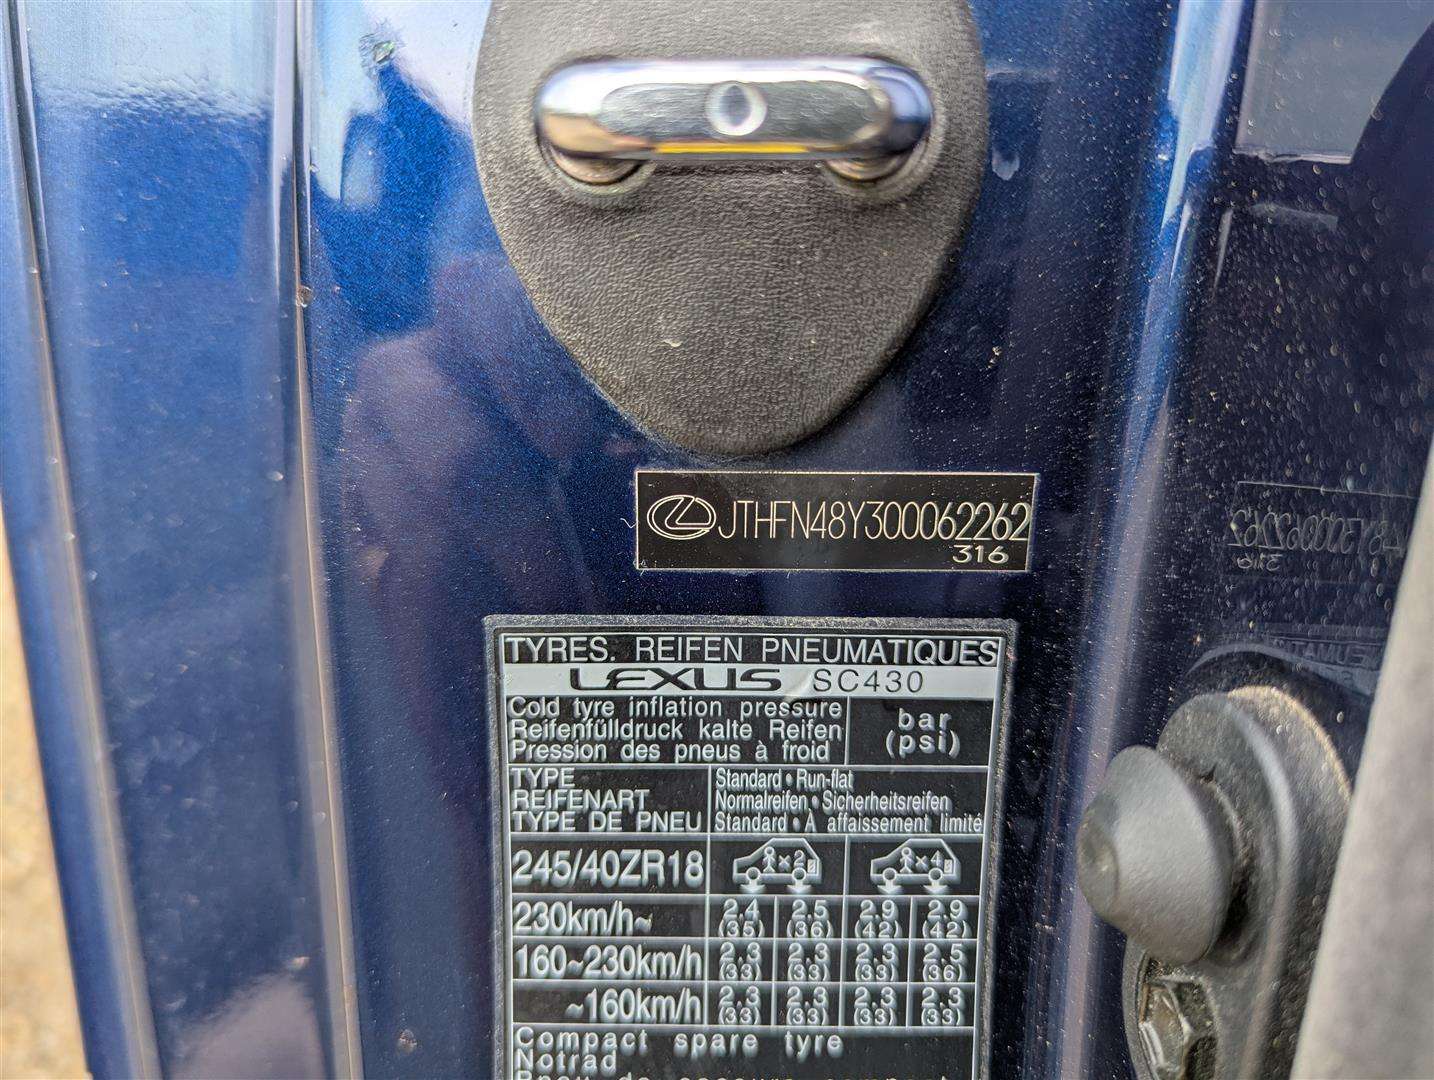 JTHFN48Y300062262
316
TYRES. REIFEN PNEUMATIQUES
LEXUS SC430
Cold tyre inflation pressure
Reifenfülldruck kalte Reifen
Pression des pneus à froid
bar
(psi)
TYPE
REIFENART
TYPE DE PNEU
Standard • Run-flat
Normalreifen • Sicherheitsreifen
Standard • A affaissement limité
245/40ZR18 ×2 ×4
230km/h~ 2.4 (35) 2.5 (36) 2.9 (42) 2.9 (42)
160~230km/h 2.3 (33) 2.3 (33) 2.3 (33) 2.5 (36)
~160km/h 2.3 (33) 2.3 (33) 2.3 (33) 2.3 (33)
Compact spare tyre
Notrad